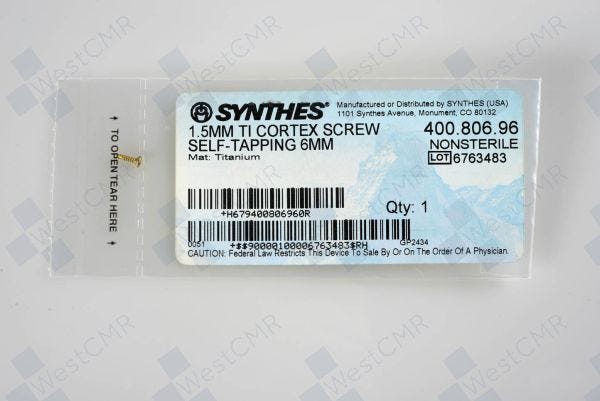 SYNTHES®
Manufactured or Distributed by SYNTHES (USA)
1101 Synthes Avenue, Monument, CO 80132
1.5MM TI CORTEX SCREW
SELF-TAPPING 6MM
Mat: Titanium
400.806.96
NONSTERILE
LOT 6763483
+H679400806960R
Qty: 1
0051
+$$90000100006763483$RH
GP2434
CAUTION: Federal Law Restricts This Device To Sale By Or On The Order Of A Physician.
TO OPEN TEAR HERE
WestCMR